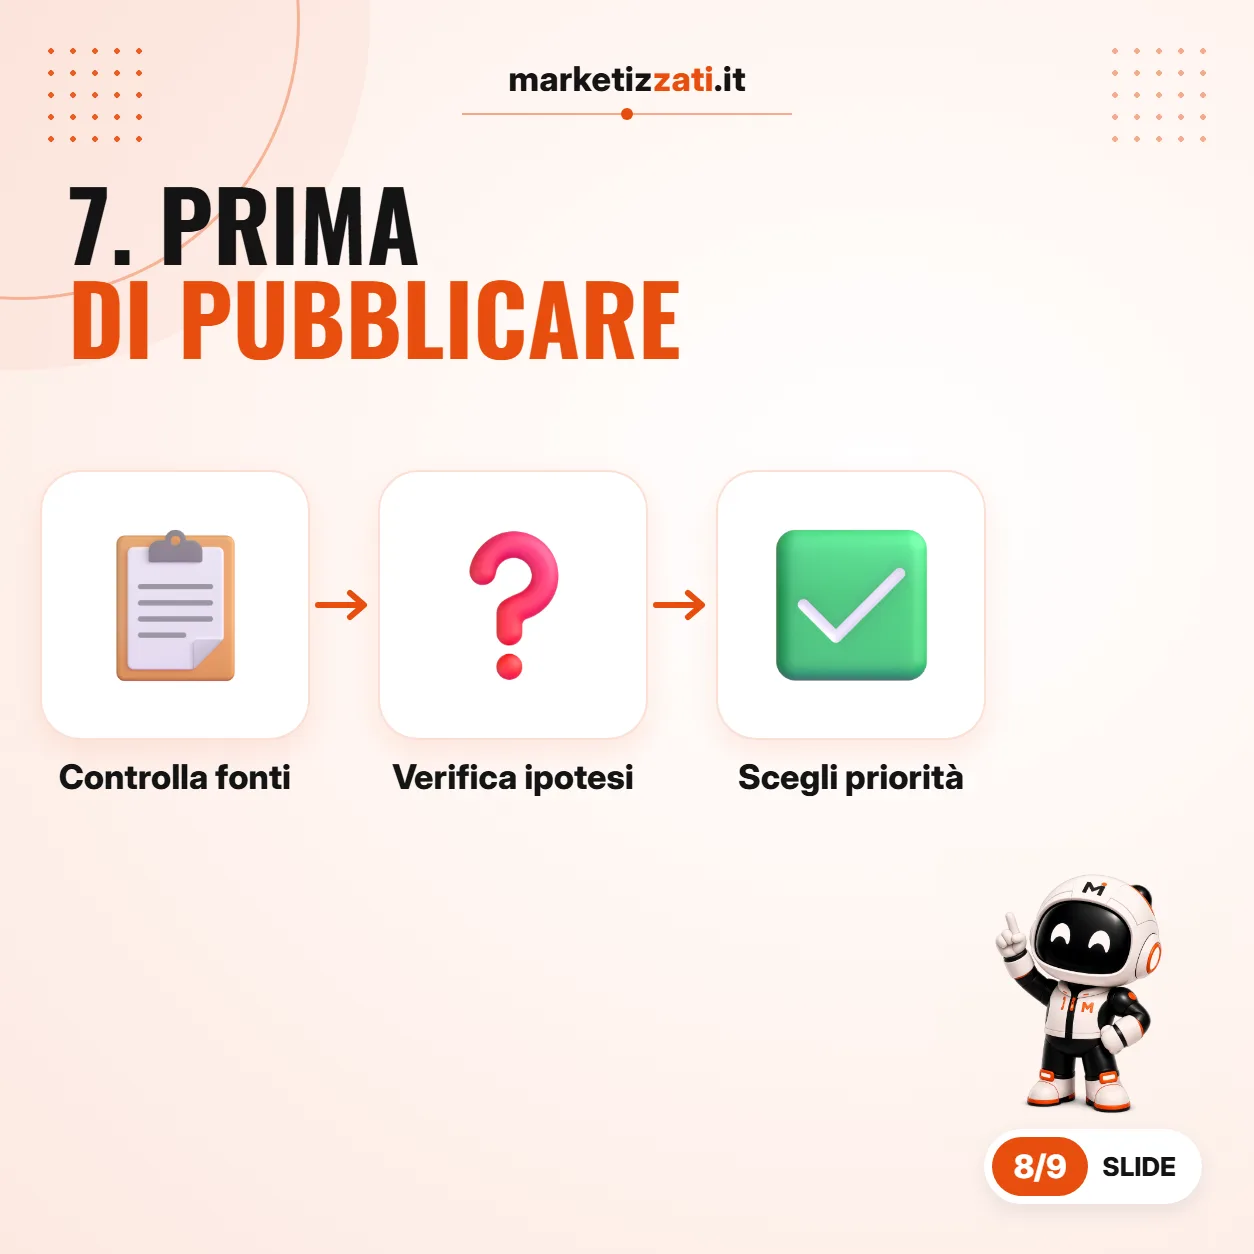 marketizzati.it
7. PRIMA
DI PUBBLICARE
Controlla fonti
Verifica ipotesi
Scegli priorità
M
M
8/9 SLIDE